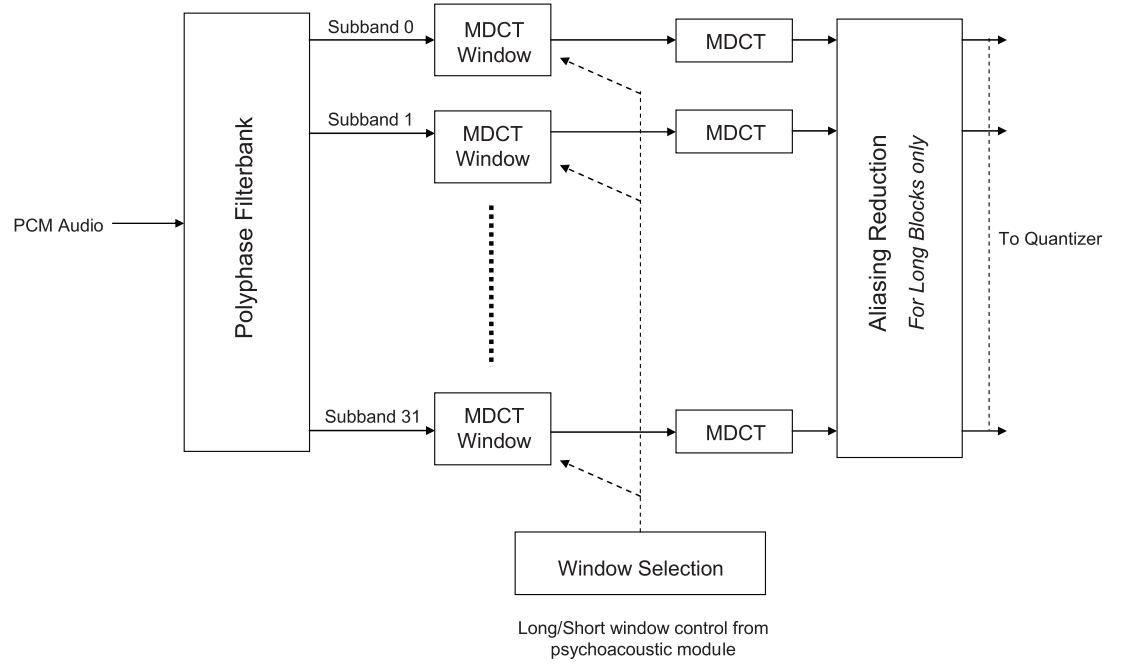 Subband 0
MDCT
Window
MDCT
Subband 1
MDCT
Window
MDCT
PCM Audio
Polyphase Filterbank
Aliasing Reduction
For Long Blocks only
To Quantizer
Subband 31
MDCT
Window
MDCT
Window Selection
Long/Short window control from
psychoacoustic module